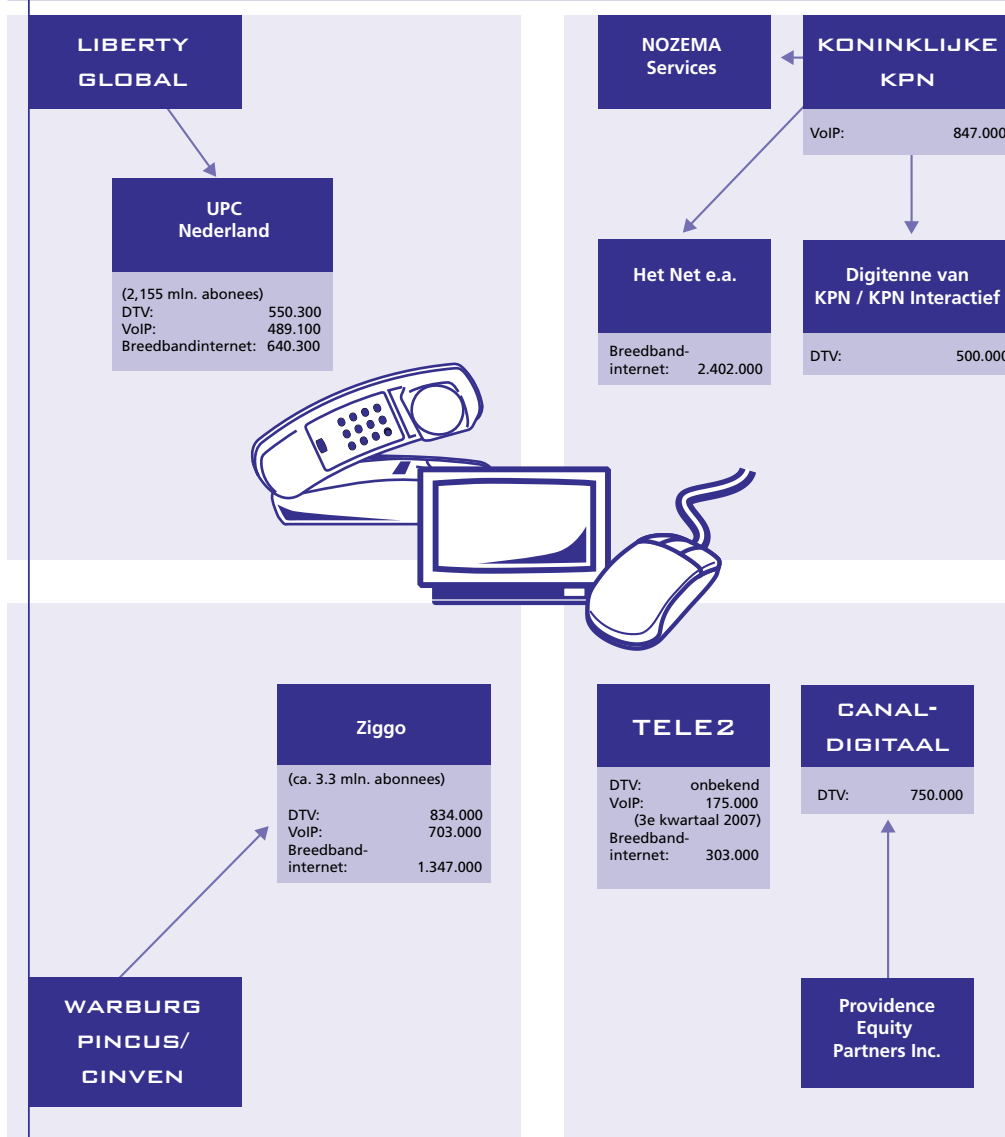 LIBERTY
GLOBAL
UPC
Nederland
(2,155 mln. abonees)
DTV: 550.300
VoIP: 489.100
Breedbandinternet: 640.300
NOZEMA
Services
KONINKLIJKE
KPN
VoIP: 847.000
Het Net e.a.
Breedband-
internet: 2.402.000
Digitenne van
KPN / KPN Interactief
DTV: 500.000
Ziggo
(ca. 3.3 mln. abonnees)
DTV: 834.000
VoIP: 703.000
Breedband-
internet: 1.347.000
WARBURG
PINCUS/
CINVEN
TELE2
DTV: onbekend
VoIP: 175.000
(3e kwartaal 2007)
Breedband-
internet: 303.000
CANAL-
DIGITAAL
DTV: 750.000
Providence
Equity
Partners Inc.